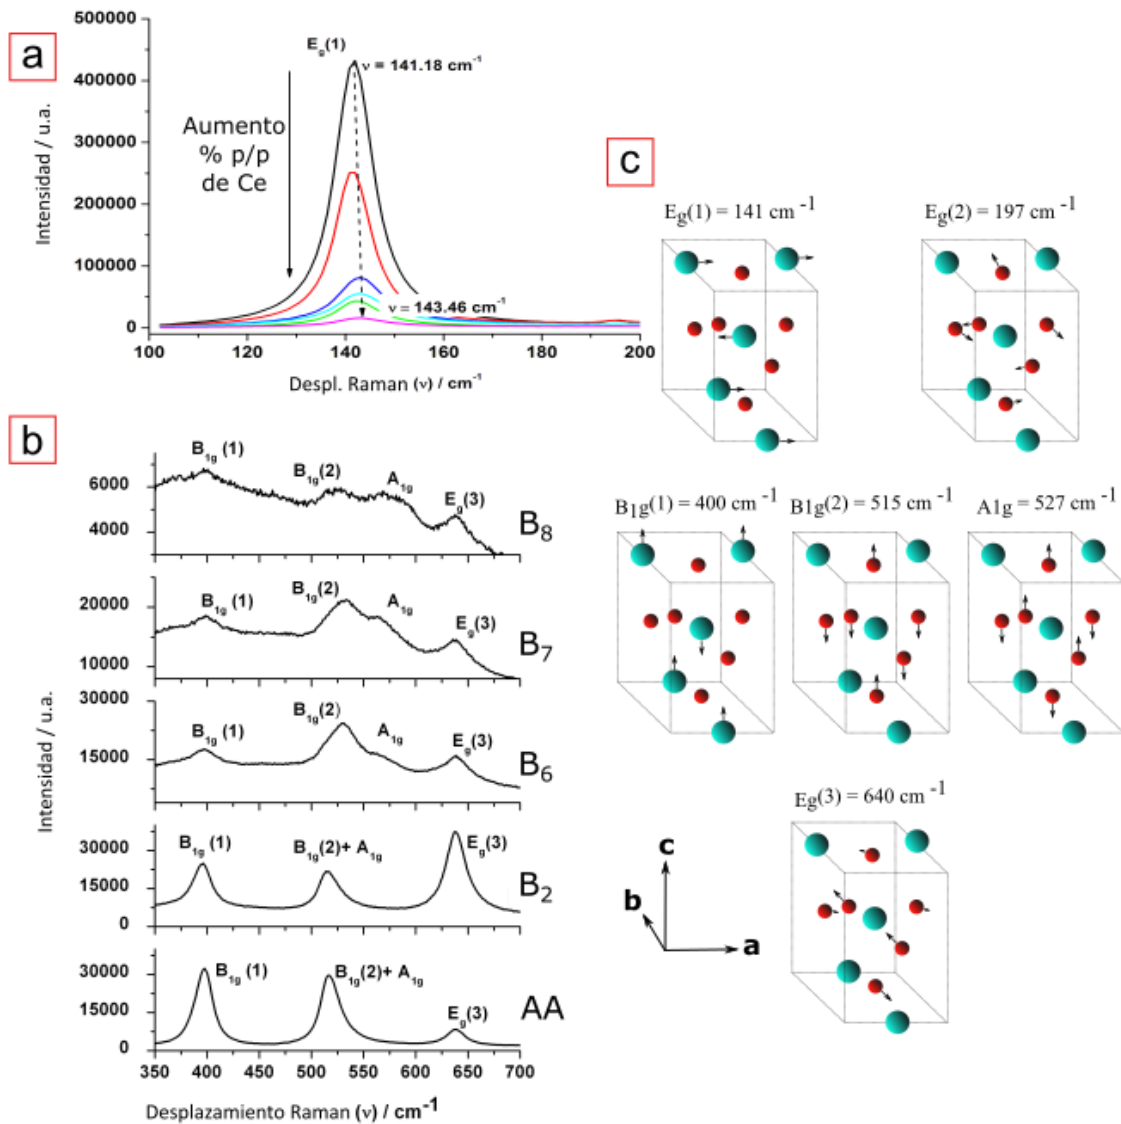 a
500000
400000
300000
200000
100000
0
Intensidad / u.a.
E_g(1)
ν = 141.18 cm⁻¹
Aumento
% p/p
de Ce
ν = 143.46 cm⁻¹
100 120 140 160 180 200
Despl. Raman (ν) / cm⁻¹
b
Intensidad / u.a.
B₁g (1)
B₁g(2)
A₁g
E_g(3)
6000
4000
B₈
B₁g (1)
B₁g(2)
A₁g
E_g(3)
20000
10000
B₇
B₁g (1)
B₁g(2)
A₁g
E_g(3)
30000
15000
B₆
B₁g (1)
B₁g(2)+ A₁g
E_g(3)
30000
15000
0
B₂
B₁g (1)
B₁g(2)+ A₁g
E_g(3)
30000
15000
0
AA
350 400 450 500 550 600 650 700
Desplazamiento Raman (ν) / cm⁻¹
c
Eg(1) = 141 cm⁻¹
Eg(2) = 197 cm⁻¹
B1g(1) = 400 cm⁻¹
B1g(2) = 515 cm⁻¹
A1g = 527 cm⁻¹
Eg(3) = 640 cm⁻¹
c
b
a